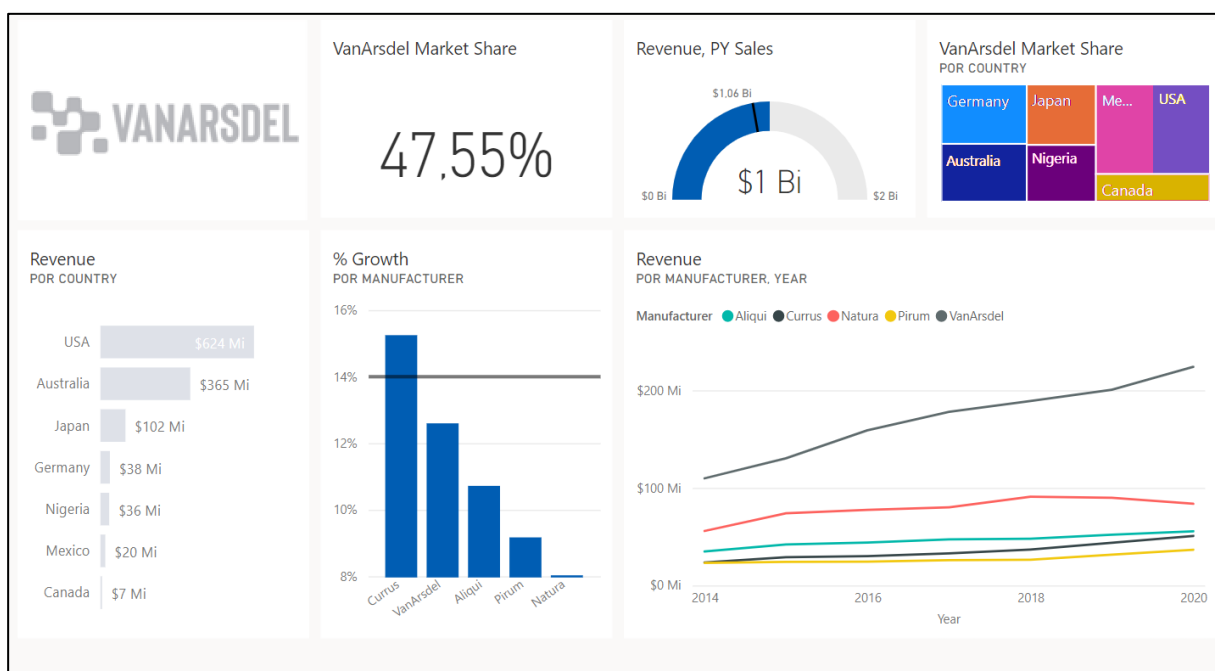 VANARSDEL
VanArsdel Market Share
47,55%
Revenue, PY Sales
$1,06 Bi
$1 Bi
$0 Bi
$2 Bi
VanArsdel Market Share
POR COUNTRY
Germany
Japan
Me...
USA
Australia
Nigeria
Canada
Revenue
POR COUNTRY
USA
$624 Mi
Australia
$365 Mi
Japan
$102 Mi
Germany
$38 Mi
Nigeria
$36 Mi
Mexico
$20 Mi
Canada
$7 Mi
% Growth
POR MANUFACTURER
16%
14%
12%
10%
8%
Currus
VanArsdel
Aliqui
Pirum
Natura
Revenue
POR MANUFACTURER, YEAR
Manufacturer Aliqui Currus Natura Pirum VanArsdel
$200 Mi
$100 Mi
$0 Mi
2014 2016 2018 2020
Year